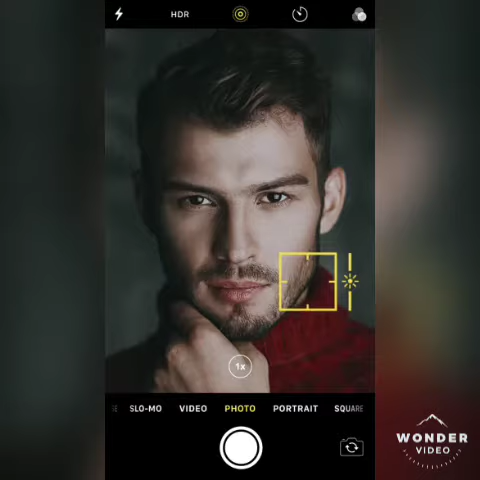 HDR
1x
SLO-MO VIDEO PHOTO PORTRAIT SQUARE
WONDER
VIDEO